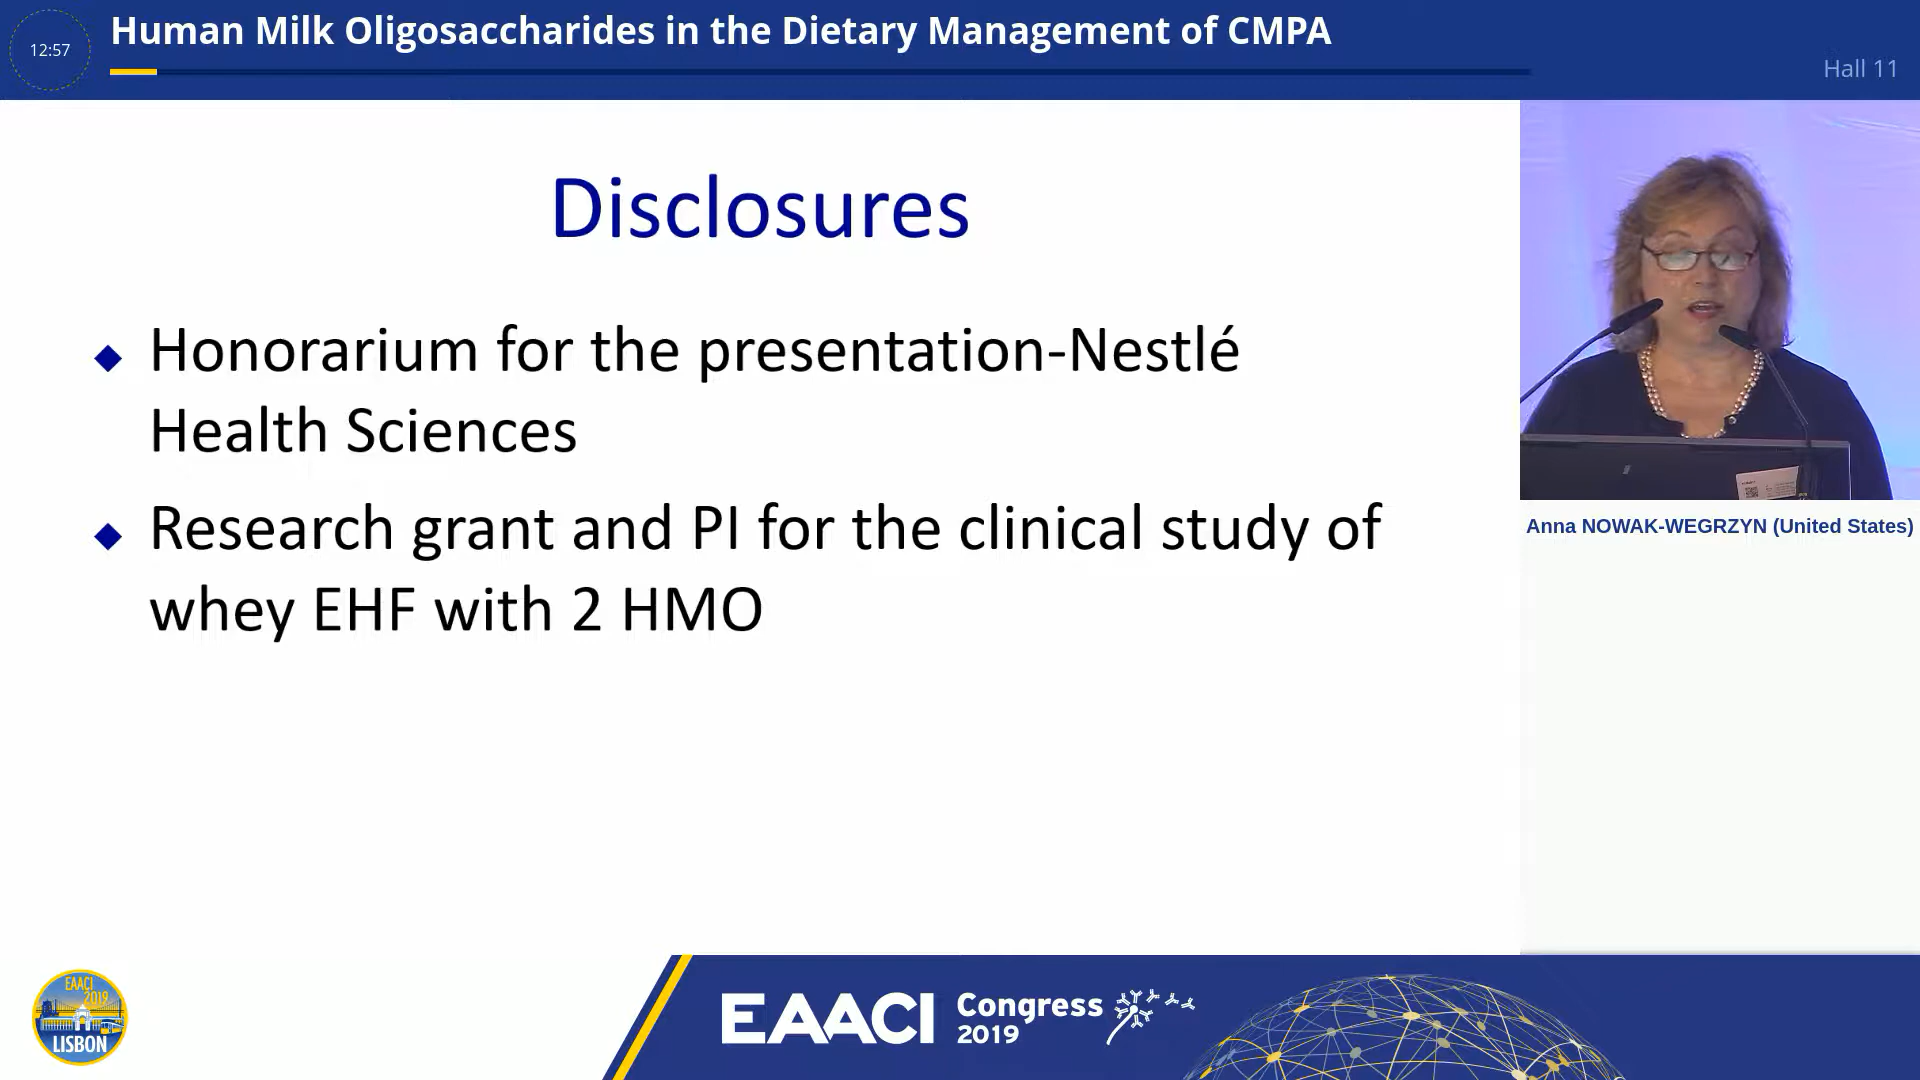 12:57
Human Milk Oligosaccharides in the Dietary Management of CMPA
Hall 11
Disclosures
Honorarium for the presentation-Nestlé
Health Sciences
Research grant and PI for the clinical study of
whey EHF with 2 HMO
Anna NOWAK-WEGRZYN (United States)
EAACI
2019
LISBON
EAACI Congress
2019